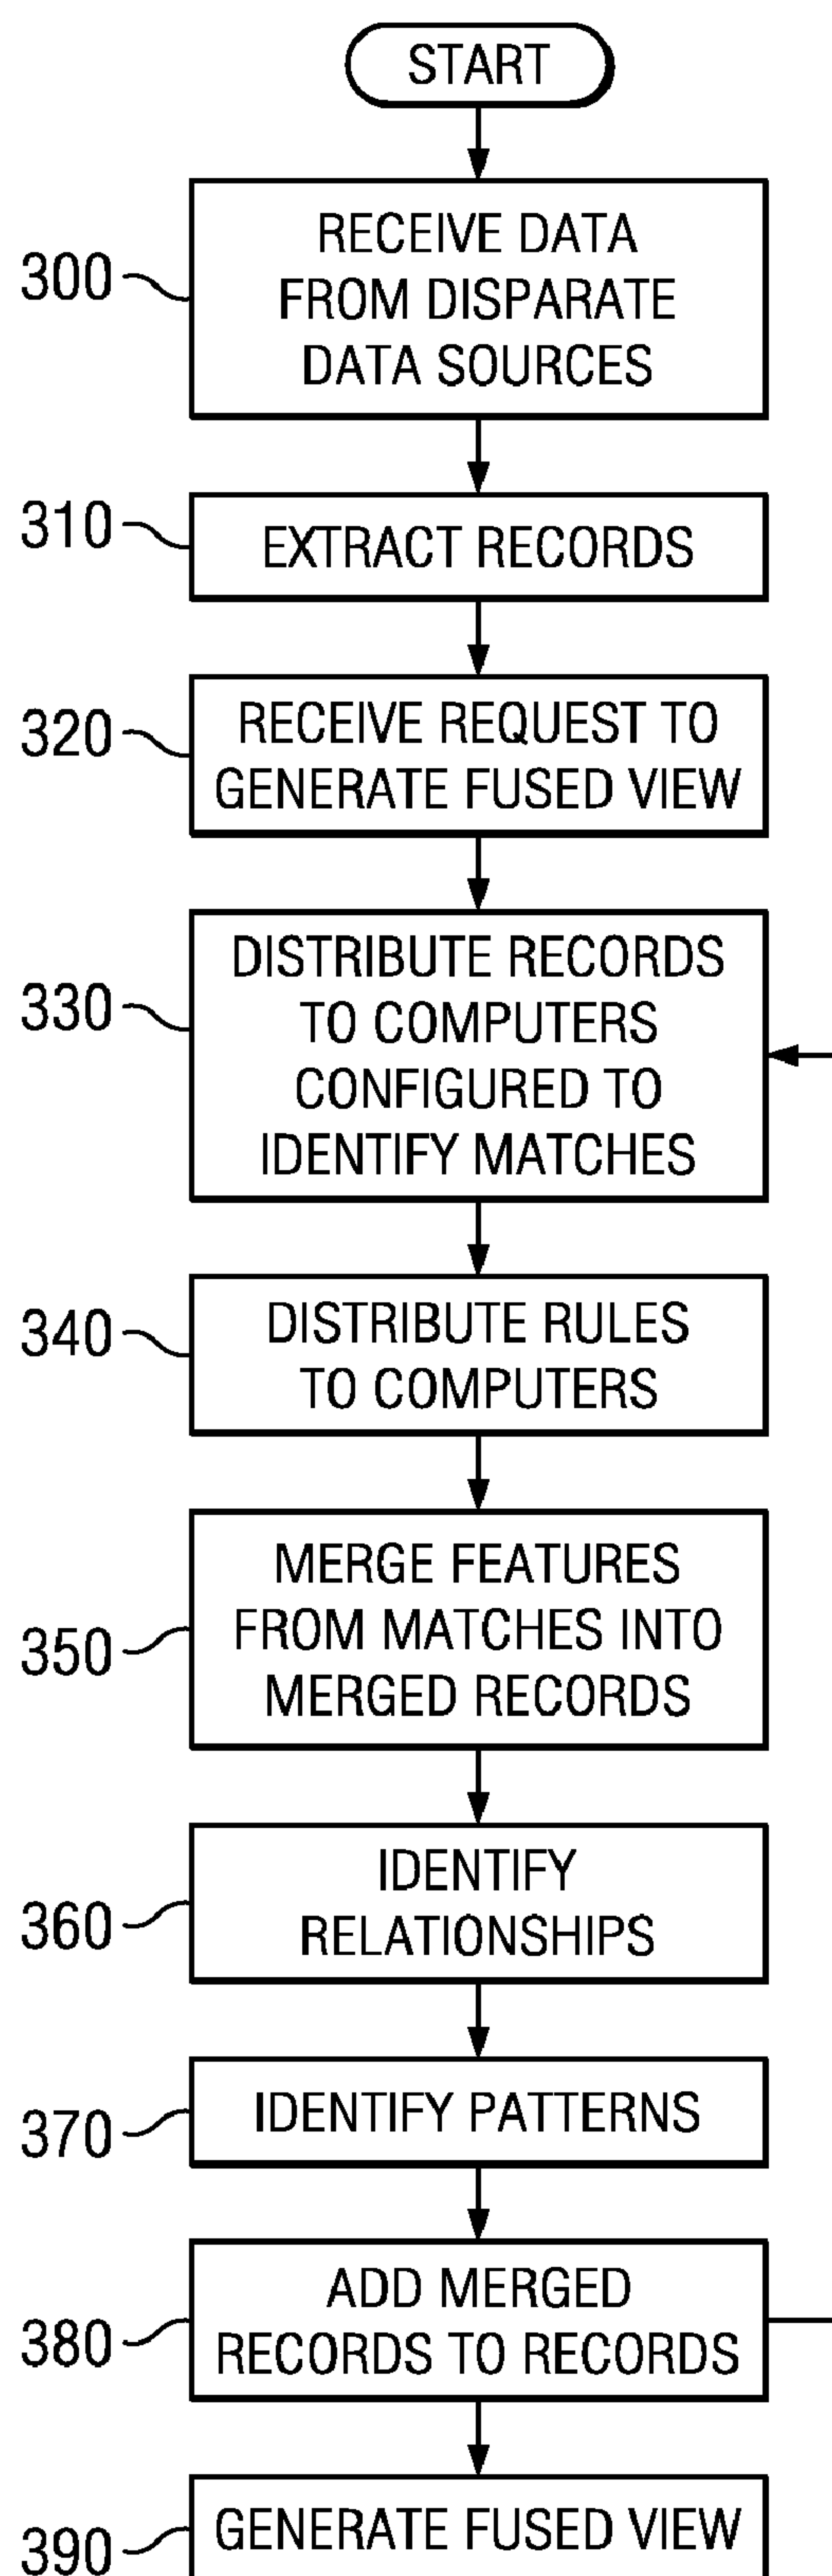 START
300
RECEIVE DATA
FROM DISPARATE
DATA SOURCES
310
EXTRACT RECORDS
320
RECEIVE REQUEST TO
GENERATE FUSED VIEW
330
DISTRIBUTE RECORDS
TO COMPUTERS
CONFIGURED TO
IDENTIFY MATCHES
340
DISTRIBUTE RULES
TO COMPUTERS
350
MERGE FEATURES
FROM MATCHES INTO
MERGED RECORDS
360
IDENTIFY
RELATIONSHIPS
370
IDENTIFY PATTERNS
380
ADD MERGED
RECORDS TO RECORDS
390
GENERATE FUSED VIEW